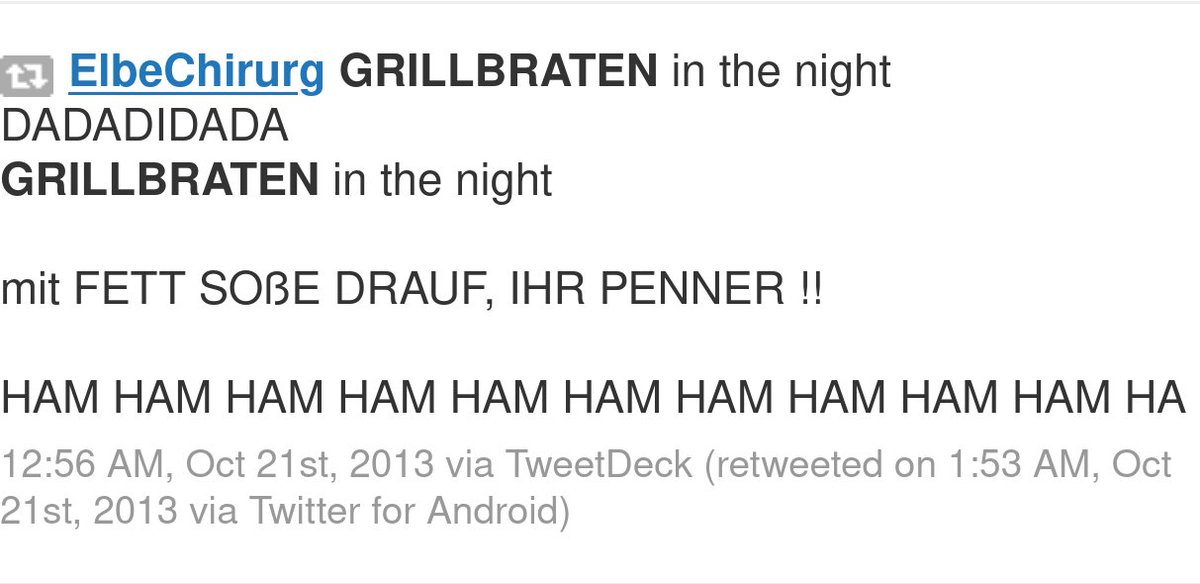 ElbeChirurg GRILLBRATEN in the night
DADADIDADA
GRILLBRATEN in the night
mit FETT SOßE DRAUF, IHR PENNER !!
HAM HAM HAM HAM HAM HAM HAM HAM HAM HAM HA
12:56 AM, Oct 21st, 2013 via TweetDeck (retweeted on 1:53 AM, Oct
21st, 2013 via Twitter for Android)